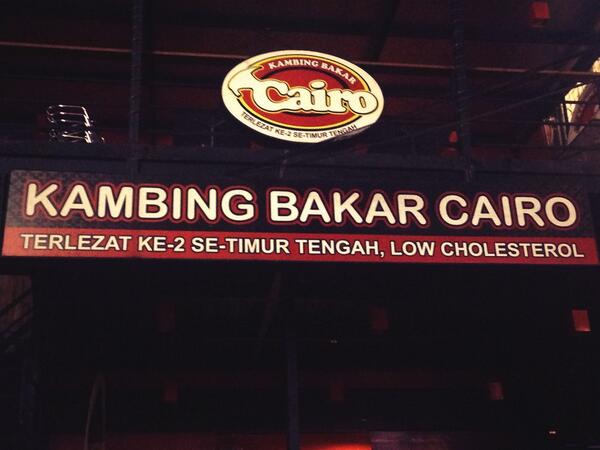 KAMBING BAKAR
Cairo
TERLEZAT KE-2 SE-TIMUR TENGAH
KAMBING BAKAR CAIRO
TERLEZAT KE-2 SE-TIMUR TENGAH, LOW CHOLESTEROL